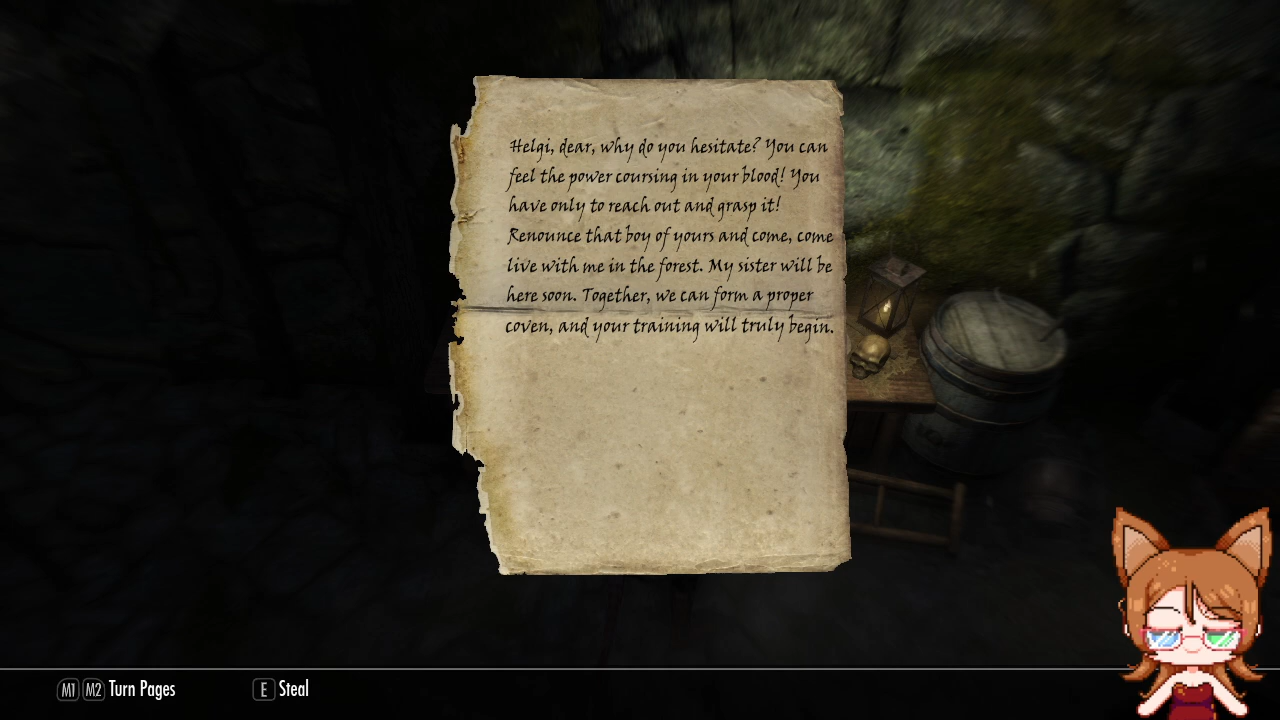 Helgi, dear, why do you hesitate? You can
feel the power coursing in your blood! You
have only to reach out and grasp it!
Renounce that boy of yours and come, come
live with me in the forest. My sister will be
here soon. Together, we can form a proper
coven, and your training will truly begin.
M1 M2 Turn Pages E Steal